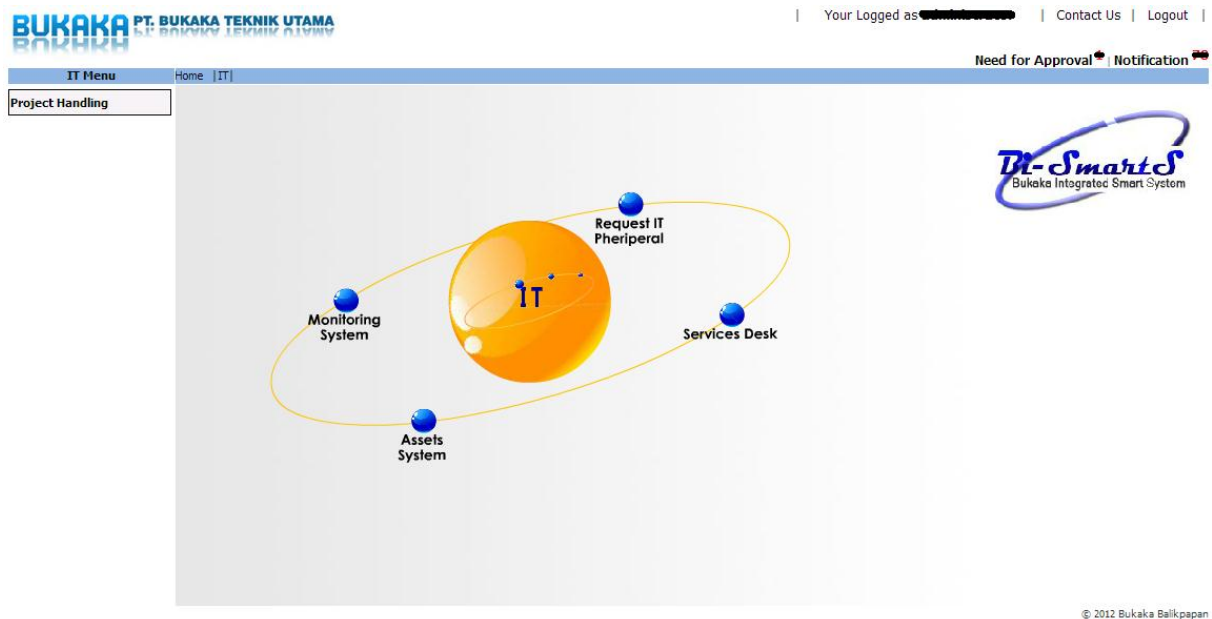 BUKAKA PT. BUKAKA TEKNIK UTAMA
| Your Logged as | Contact Us | Logout |
Need for Approval | Notification
IT Menu
Home |IT|
Project Handling
Bi-SmartS
Bukaka Integrated Smart System
Request IT
Pheriperal
IT
Monitoring
System
Services Desk
Assets
System
© 2012 Bukaka Balikpapan